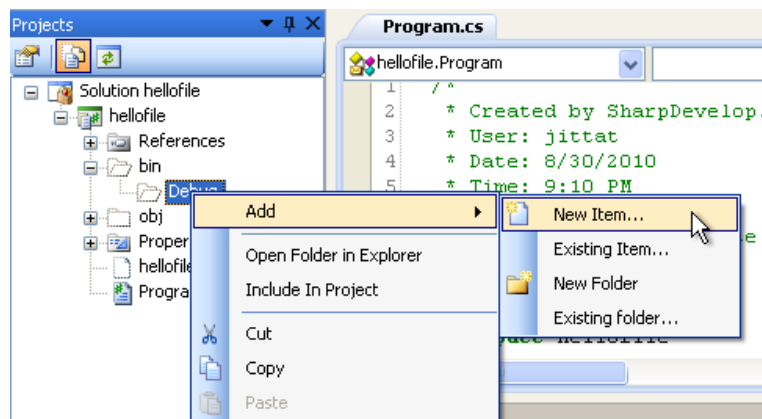 Projects
Solution hellofile
hellofile
References
bin
Debug
obj
Proper
hellofile
Progra
Program.cs
hellofile.Program
1 /*
2 * Created by SharpDevelop.
3 * User: jittat
4 * Date: 8/30/2010
5 * Time: 9:10 PM
Add
Open Folder in Explorer
Include In Project
Cut
Copy
Paste
New Item...
Existing Item...
New Folder
Existing folder...